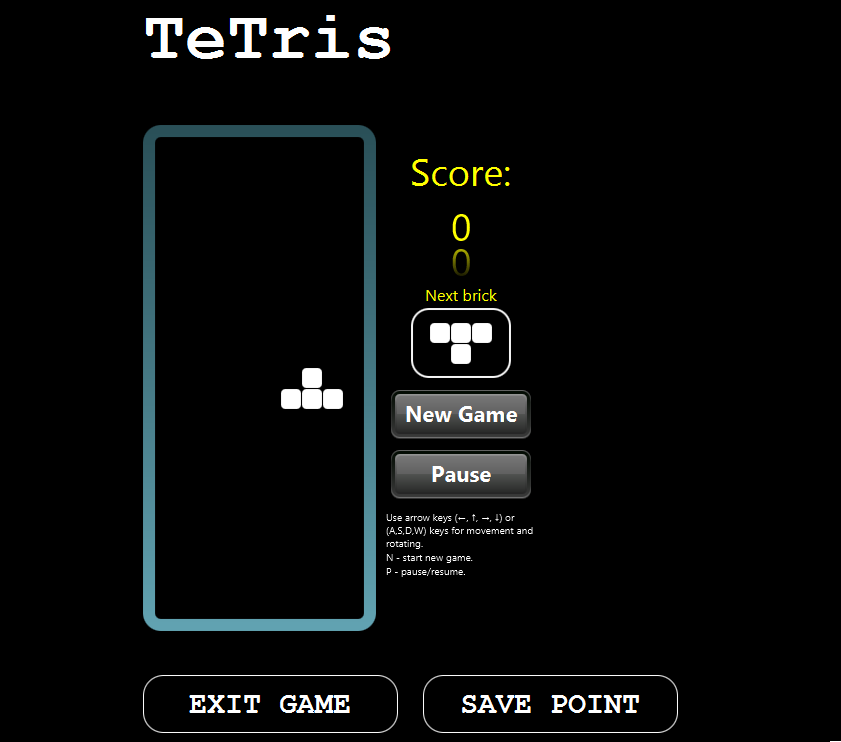 TeTris
Score:
0
Next brick
New Game
Pause
Use arrow keys (←, ↑, →, ↓) or
(A,S,D,W) keys for movement and
rotating.
N - start new game.
P - pause/resume.
EXIT GAME
SAVE POINT